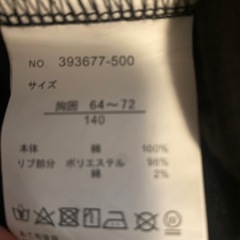 NO. 393677-500
サイズ
胸囲 64〜72
140
本体 綿 100%
リブ部分 ポリエステル 98%
綿 2%